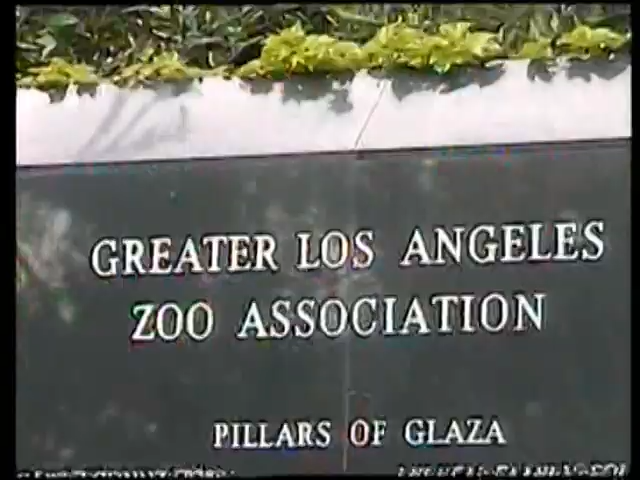 GREATER LOS ANGELES
ZOO ASSOCIATION
PILLARS OF GLAZA